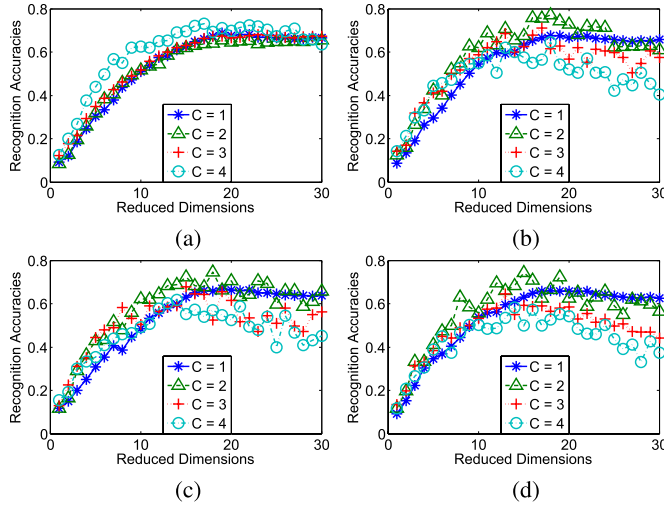 0.8
0.6
0.4
0.2
0
Recognition Accuracies
C = 1
C = 2
C = 3
C = 4
0 10 20 30
Reduced Dimensions
(a)
0.8
0.6
0.4
0.2
0
Recognition Accuracies
C = 1
C = 2
C = 3
C = 4
0 10 20 30
Reduced Dimensions
(b)
0.8
0.6
0.4
0.2
0
Recognition Accuracies
C = 1
C = 2
C = 3
C = 4
0 10 20 30
Reduced Dimensions
(c)
0.8
0.6
0.4
0.2
0
Recognition Accuracies
C = 1
C = 2
C = 3
C = 4
0 10 20 30
Reduced Dimensions
(d)